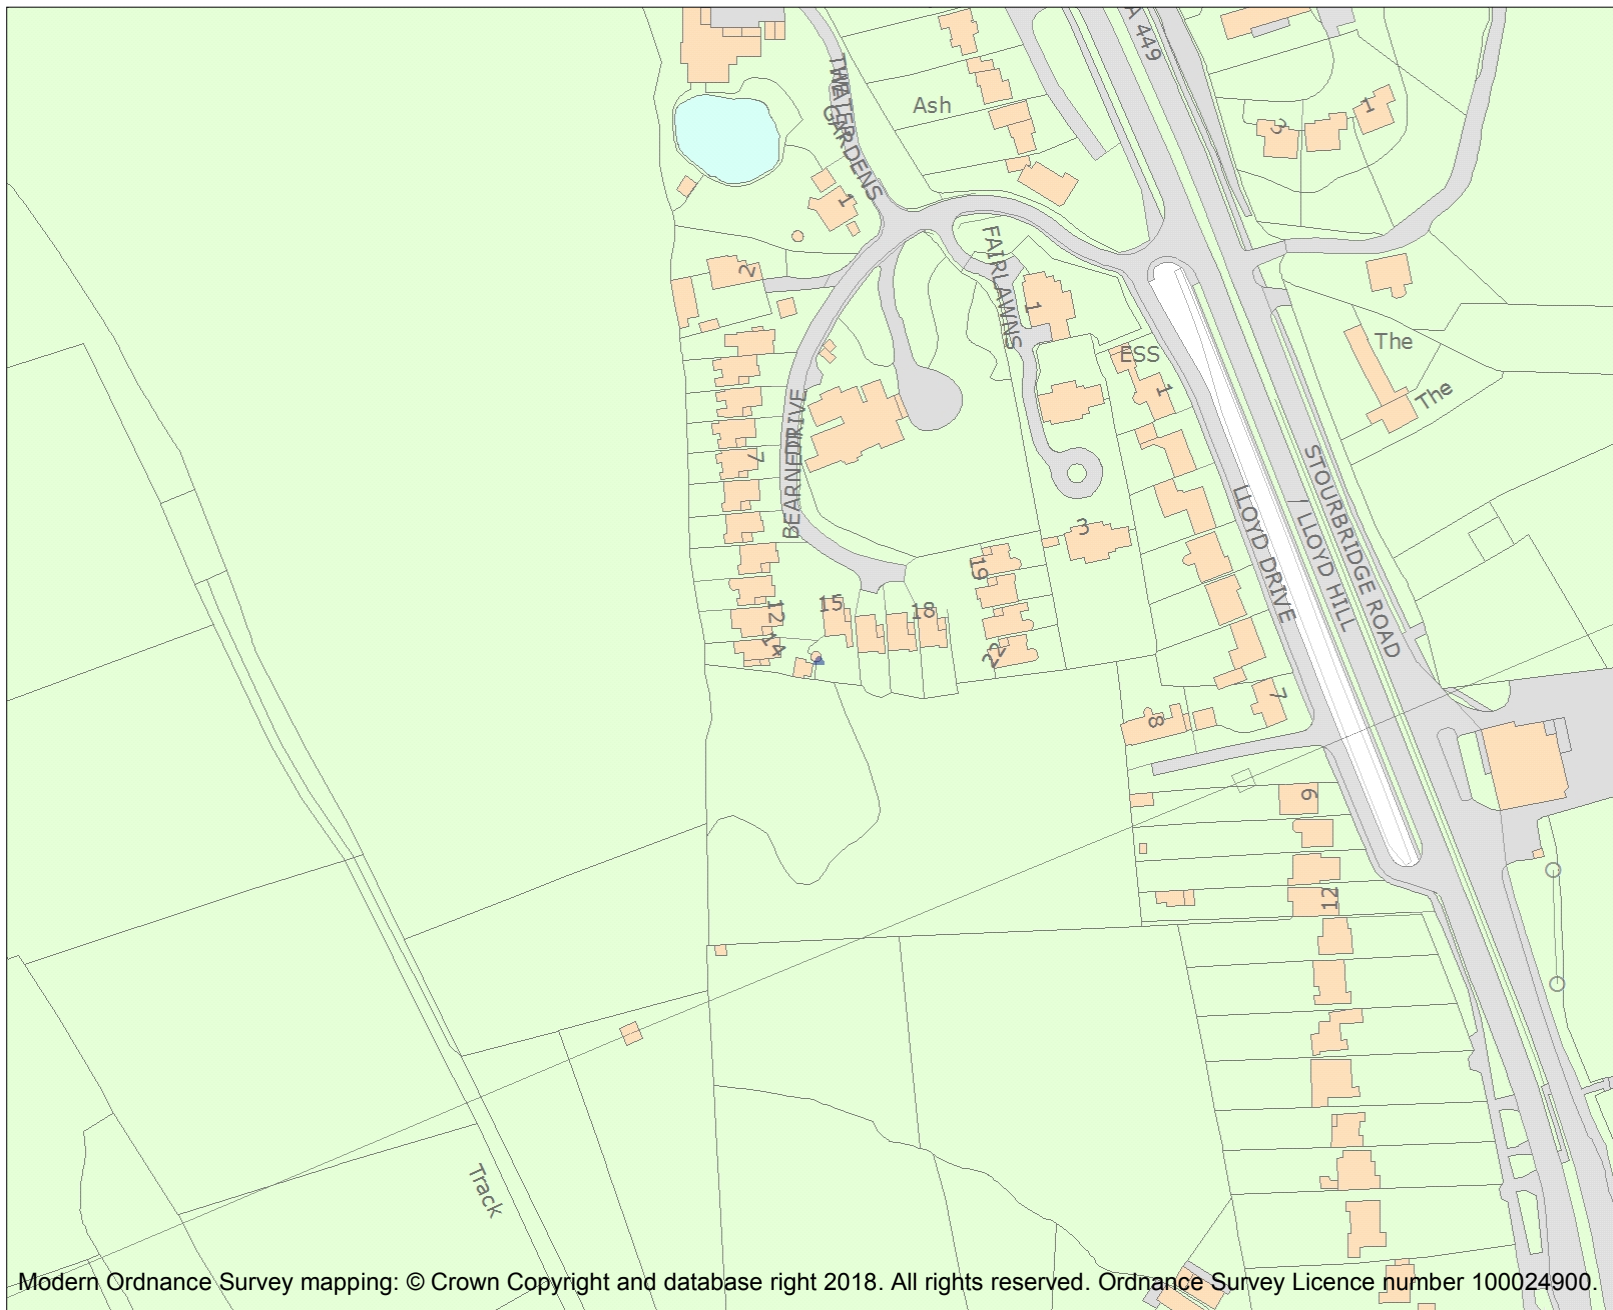 A 449
THE
WATER
GARDENS
Ash
1
3
1
2
FAIRLAWNS
1
ESS
1
The
The
BEARNETT
DRIVE
7
STOURBRIDGE ROAD
/ LLOYD HILL
LLOYD DRIVE
3
19
15
18
12
14
22
7
8
9
12
Track
Modern Ordnance Survey mapping: © Crown Copyright and database right 2018. All rights reserved. Ordnance Survey Licence number 100024900.